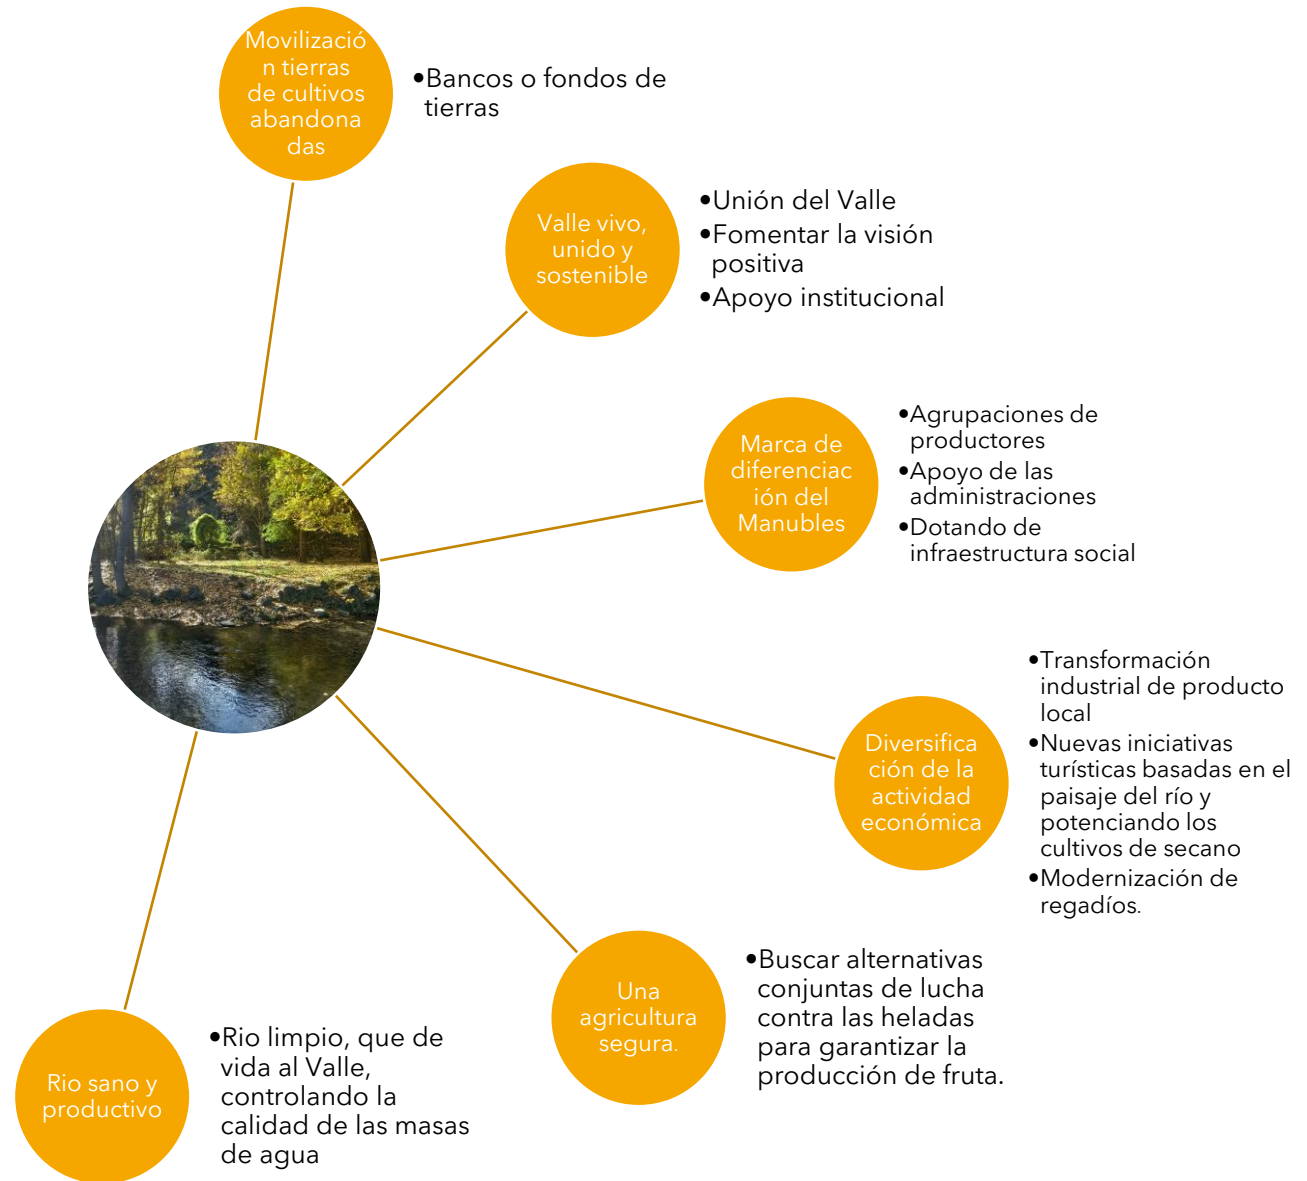 Movilizació
n tierras
de cultivos
abandona
das
•Bancos o fondos de
tierras
Valle vivo,
unido y
sostenible
•Unión del Valle
•Fomentar la visión
positiva
•Apoyo institucional
Marca de
diferenciac
ión del
Manubles
•Agrupaciones de
productores
•Apoyo de las
administraciones
•Dotando de
infraestructura social
Diversifica
ción de la
actividad
económica
•Transformación
industrial de producto
local
•Nuevas iniciativas
turísticas basadas en el
paisaje del río y
potenciando los
cultivos de secano
•Modernización de
regadíos.
Una
agricultura
segura.
•Buscar alternativas
conjuntas de lucha
contra las heladas
para garantizar la
producción de fruta.
Rio sano y
productivo
•Rio limpio, que de
vida al Valle,
controlando la
calidad de las masas
de agua